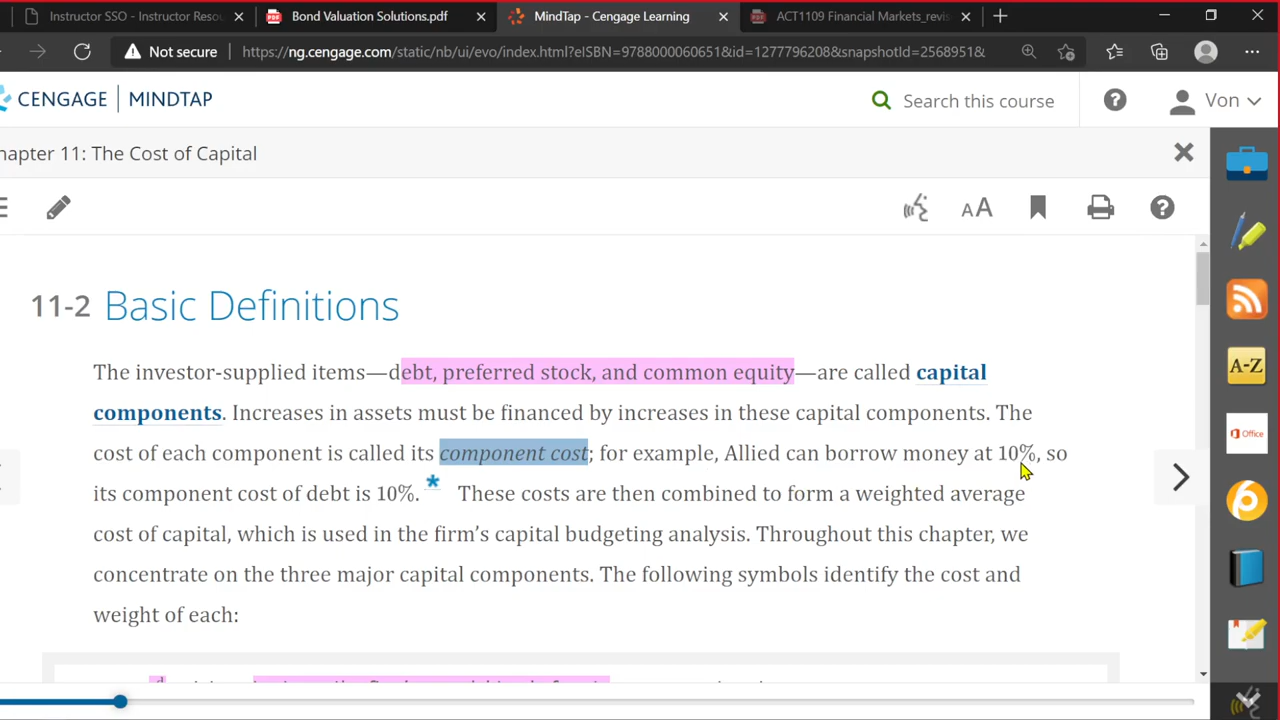 Instructor SSO - Instructor Resou
Bond Valuation Solutions.pdf
MindTap - Cengage Learning
ACT1109 Financial Markets_revis
Not secure
https://ng.cengage.com/static/nb/ui/evo/index.html?eISBN=9788000060651&id=1277796208&snapshotId=2568951&
CENGAGE | MINDTAP
Search this course
Von
hapter 11: The Cost of Capital
AA
11-2 Basic Definitions
The investor-supplied items—debt, preferred stock, and common equity—are called capital
components. Increases in assets must be financed by increases in these capital components. The
cost of each component is called its component cost; for example, Allied can borrow money at 10%, so
its component cost of debt is 10%. * These costs are then combined to form a weighted average
cost of capital, which is used in the firm's capital budgeting analysis. Throughout this chapter, we
concentrate on the three major capital components. The following symbols identify the cost and
weight of each:
A-Z
Office